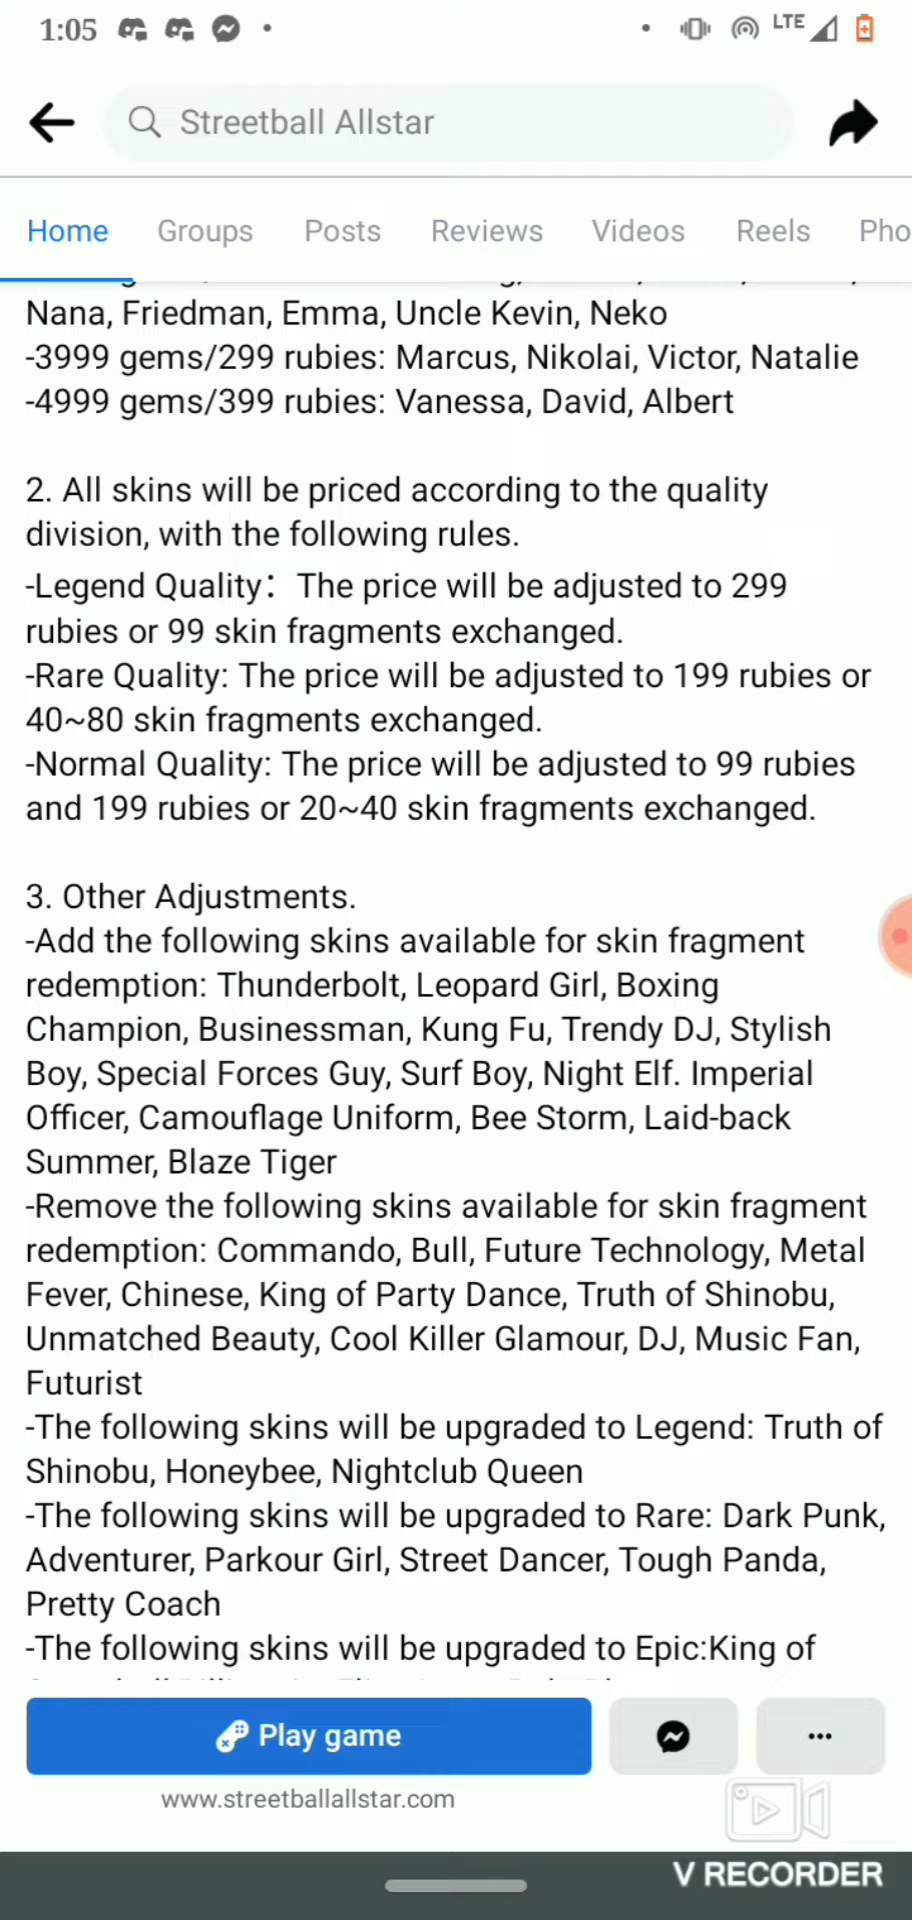 1:05
LTE
Streetball Allstar
Home Groups Posts Reviews Videos Reels Pho
Nana, Friedman, Emma, Uncle Kevin, Neko
-3999 gems/299 rubies: Marcus, Nikolai, Victor, Natalie
-4999 gems/399 rubies: Vanessa, David, Albert
2. All skins will be priced according to the quality
division, with the following rules.
-Legend Quality：The price will be adjusted to 299
rubies or 99 skin fragments exchanged.
-Rare Quality: The price will be adjusted to 199 rubies or
40~80 skin fragments exchanged.
-Normal Quality: The price will be adjusted to 99 rubies
and 199 rubies or 20~40 skin fragments exchanged.
3. Other Adjustments.
-Add the following skins available for skin fragment
redemption: Thunderbolt, Leopard Girl, Boxing
Champion, Businessman, Kung Fu, Trendy DJ, Stylish
Boy, Special Forces Guy, Surf Boy, Night Elf. Imperial
Officer, Camouflage Uniform, Bee Storm, Laid-back
Summer, Blaze Tiger
-Remove the following skins available for skin fragment
redemption: Commando, Bull, Future Technology, Metal
Fever, Chinese, King of Party Dance, Truth of Shinobu,
Unmatched Beauty, Cool Killer Glamour, DJ, Music Fan,
Futurist
-The following skins will be upgraded to Legend: Truth of
Shinobu, Honeybee, Nightclub Queen
-The following skins will be upgraded to Rare: Dark Punk,
Adventurer, Parkour Girl, Street Dancer, Tough Panda,
Pretty Coach
-The following skins will be upgraded to Epic:King of
Play game
www.streetballallstar.com
V RECORDER